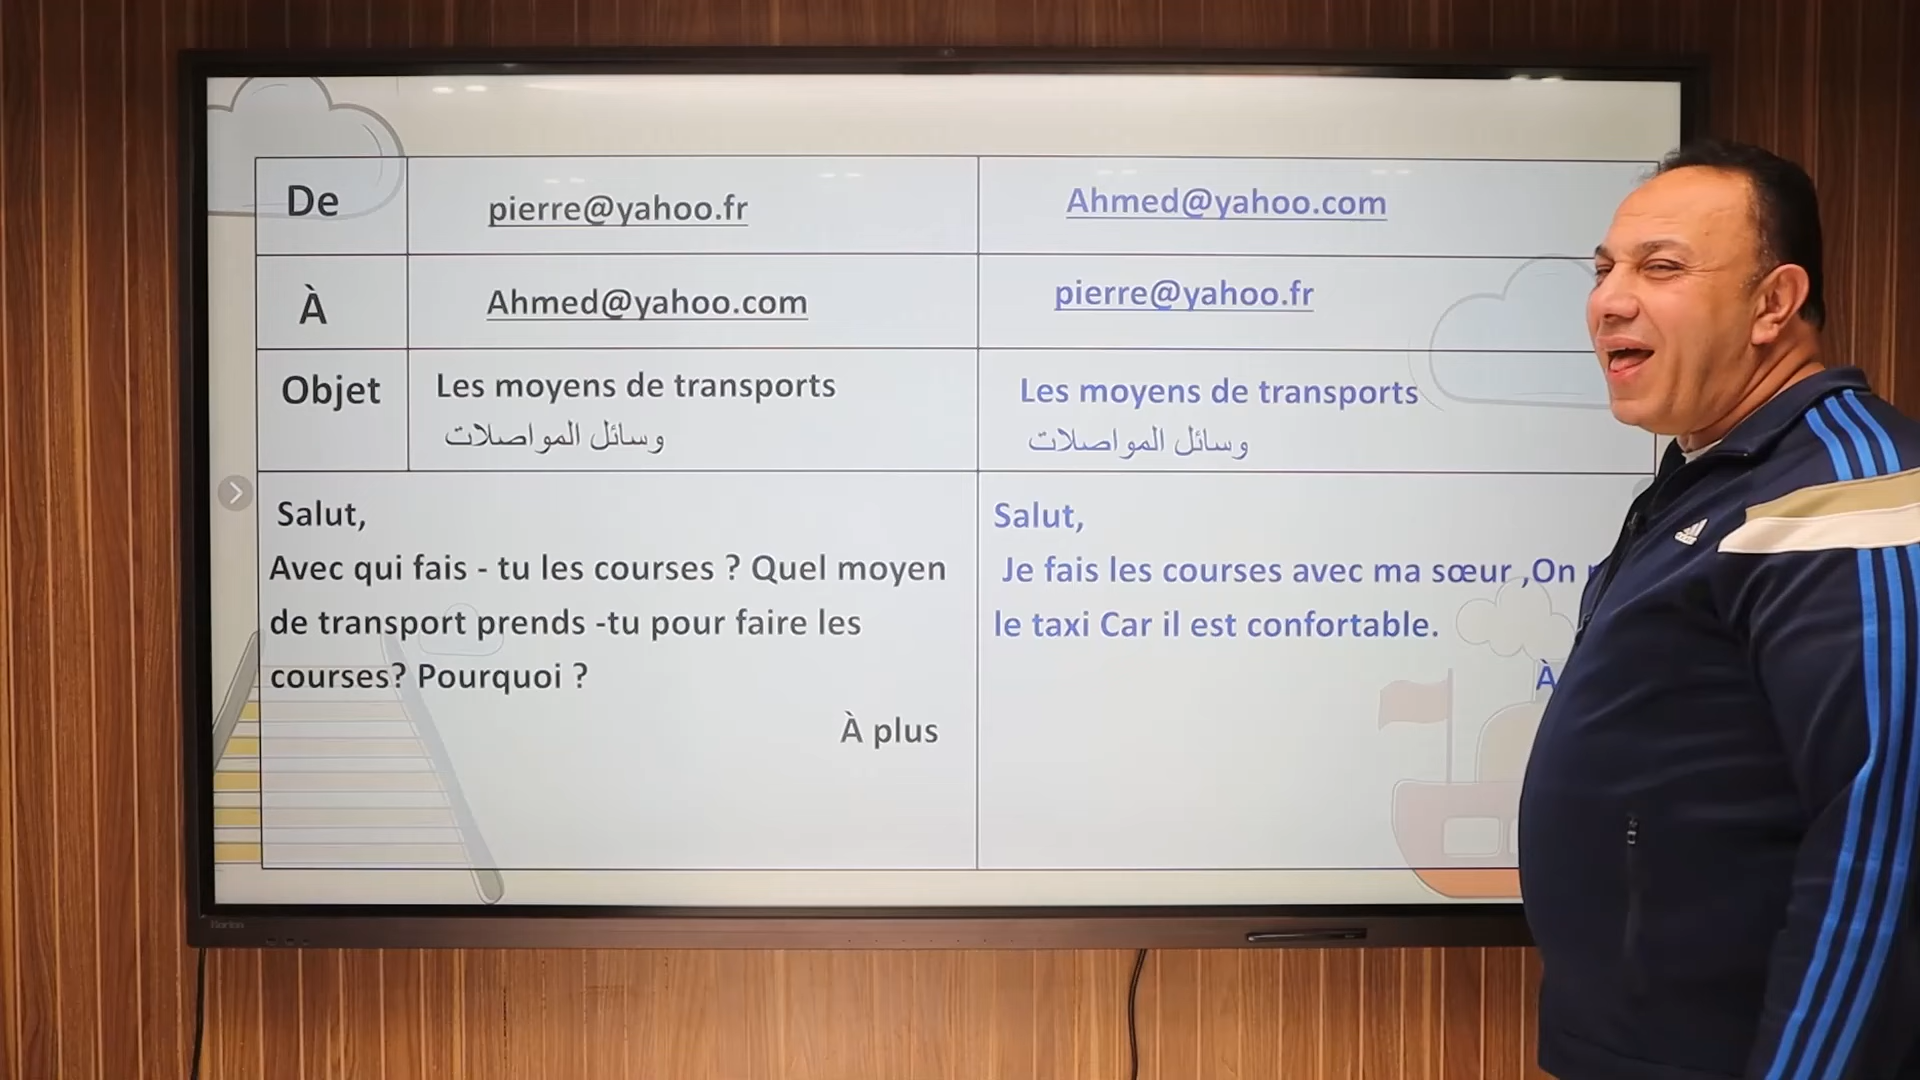 De
pierre@yahoo.fr
Ahmed@yahoo.com
À
Ahmed@yahoo.com
pierre@yahoo.fr
Objet
Les moyens de transports
وسائل المواصلات
Les moyens de transports
وسائل المواصلات
Salut,
Avec qui fais - tu les courses ? Quel moyen
de transport prends -tu pour faire les
courses? Pourquoi ?
À plus
Salut,
Je fais les courses avec ma sœur ,On
le taxi Car il est confortable.
À
adidas